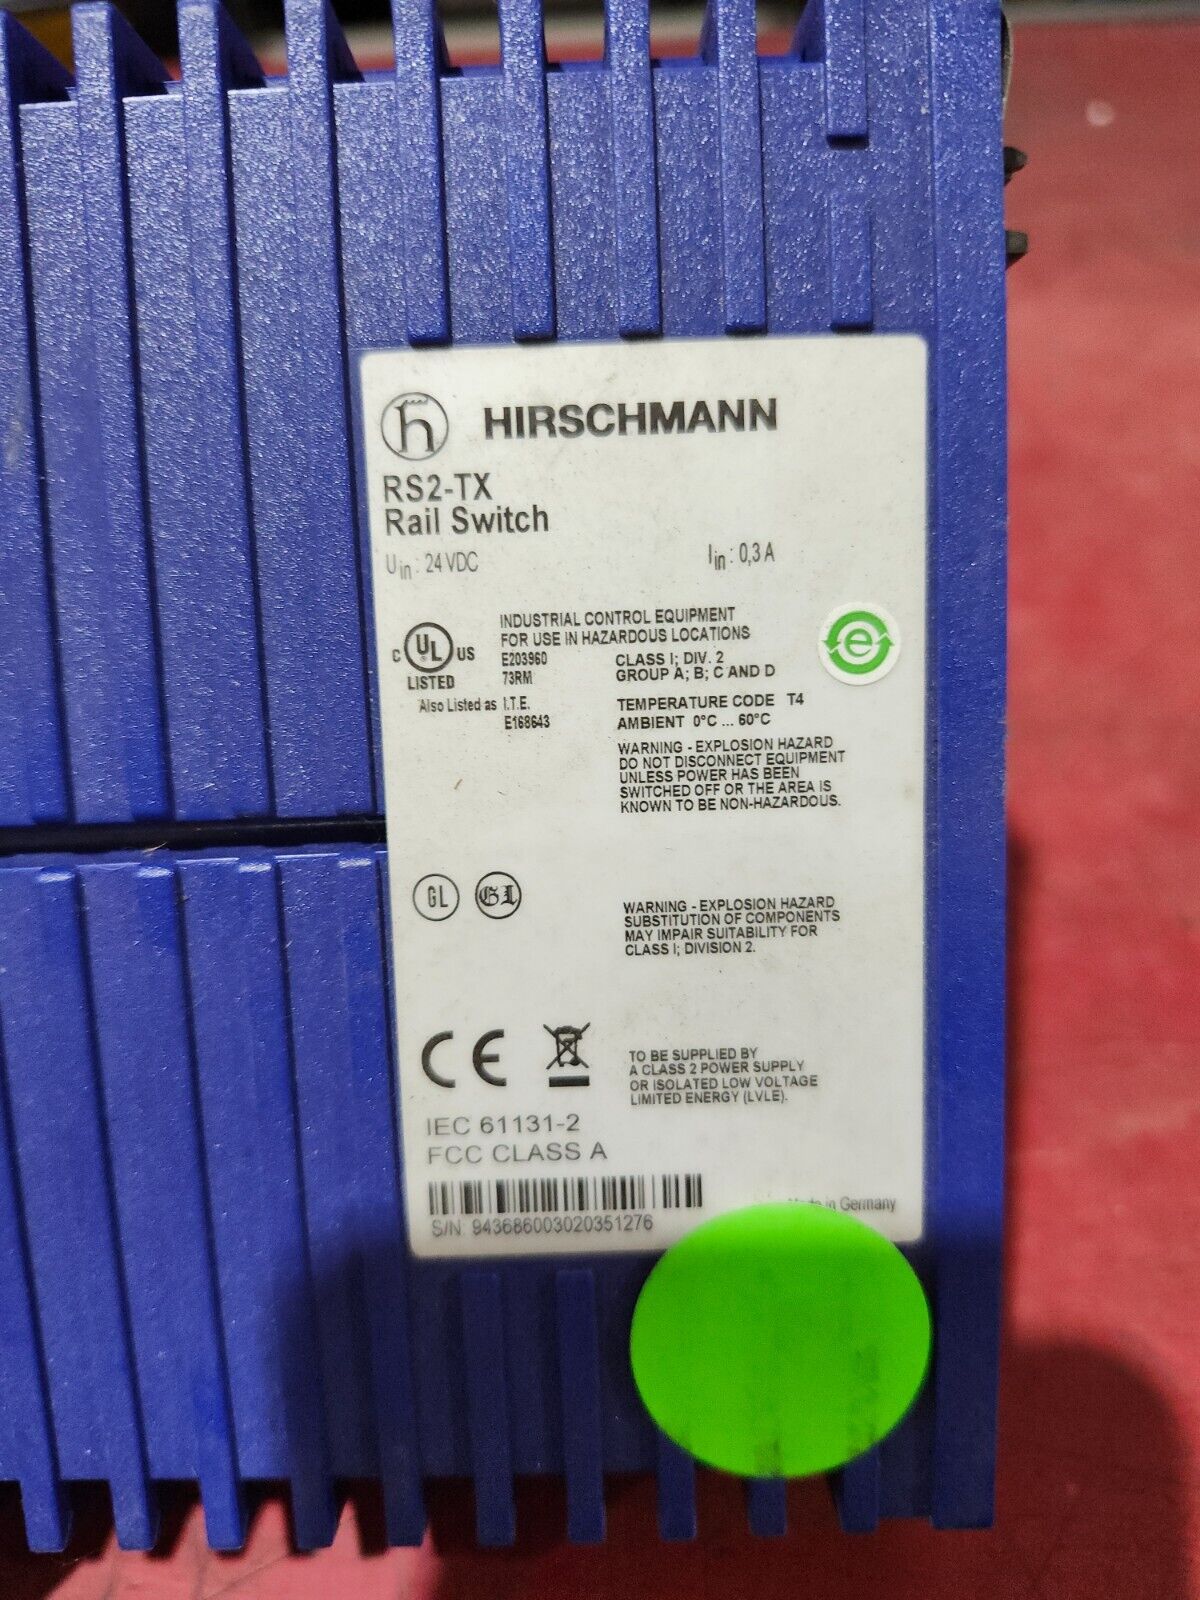 HIRSCHMANN
RS2-TX
Rail Switch
Uin : 24 VDC
Iin : 0,3 A
INDUSTRIAL CONTROL EQUIPMENT
FOR USE IN HAZARDOUS LOCATIONS
C UL US
LISTED
E203960
73RM
CLASS I; DIV. 2
GROUP A; B; C AND D
Also Listed as I.T.E.
E168643
TEMPERATURE CODE T4
AMBIENT 0°C ... 60°C
e
WARNING - EXPLOSION HAZARD
DO NOT DISCONNECT EQUIPMENT
UNLESS POWER HAS BEEN
SWITCHED OFF OR THE AREA IS
KNOWN TO BE NON-HAZARDOUS.
GL GL
WARNING - EXPLOSION HAZARD
SUBSTITUTION OF COMPONENTS
MAY IMPAIR SUITABILITY FOR
CLASS I; DIVISION 2.
CE
TO BE SUPPLIED BY
A CLASS 2 POWER SUPPLY
OR ISOLATED LOW VOLTAGE
LIMITED ENERGY (LVLE).
IEC 61131-2
FCC CLASS A
Made in Germany
S/N: 943686003020351276